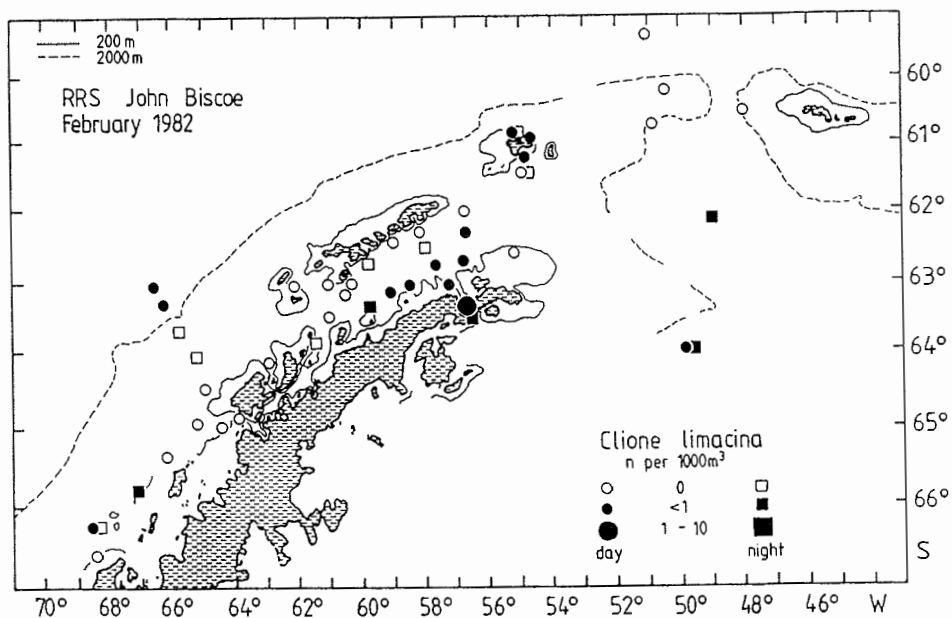 200 m
2000 m
RRS John Biscoe
February 1982
60°
61°
62°
63°
64°
65°
66°
S
Clione limacina
n per 1000m³
0
<1
1 - 10
day night
70° 68° 66° 64° 62° 60° 58° 56° 54° 52° 50° 48° 46° W